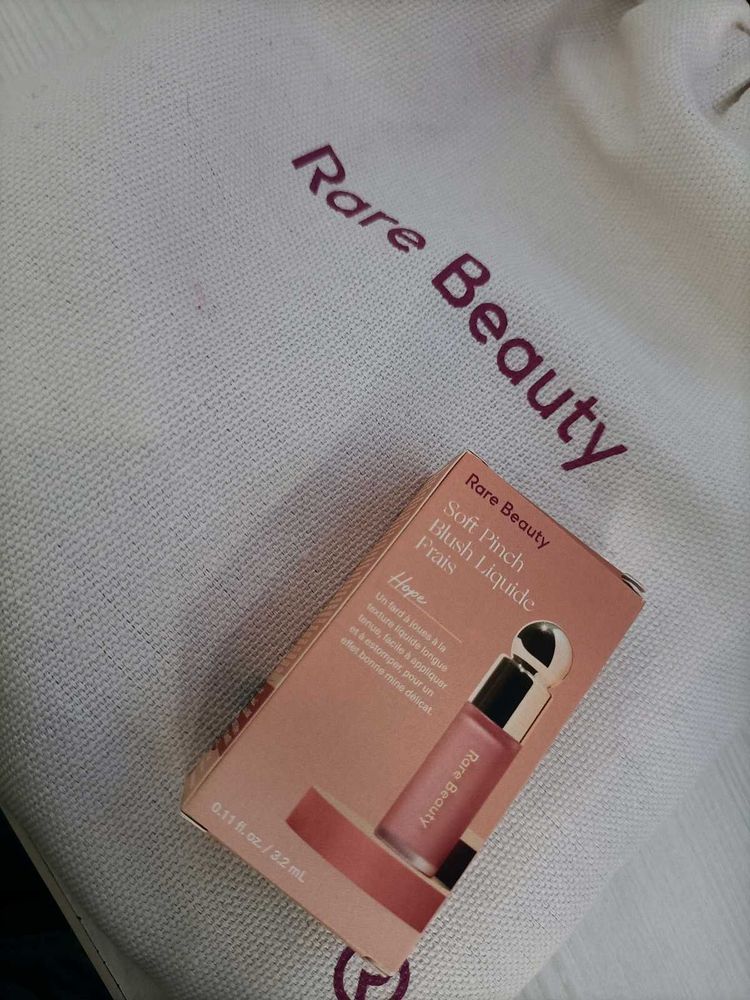 Rare Beauty
Rare Beauty
Soft Pinch
Blush Liquide
Frais
Hope
Un fard à joues à la
texture liquide longue
tenue, facile à appliquer
et à estomper, pour un
effet bonne mine délicat.
Rare Beauty
0.11 fl. oz. / 3.2 mL
R